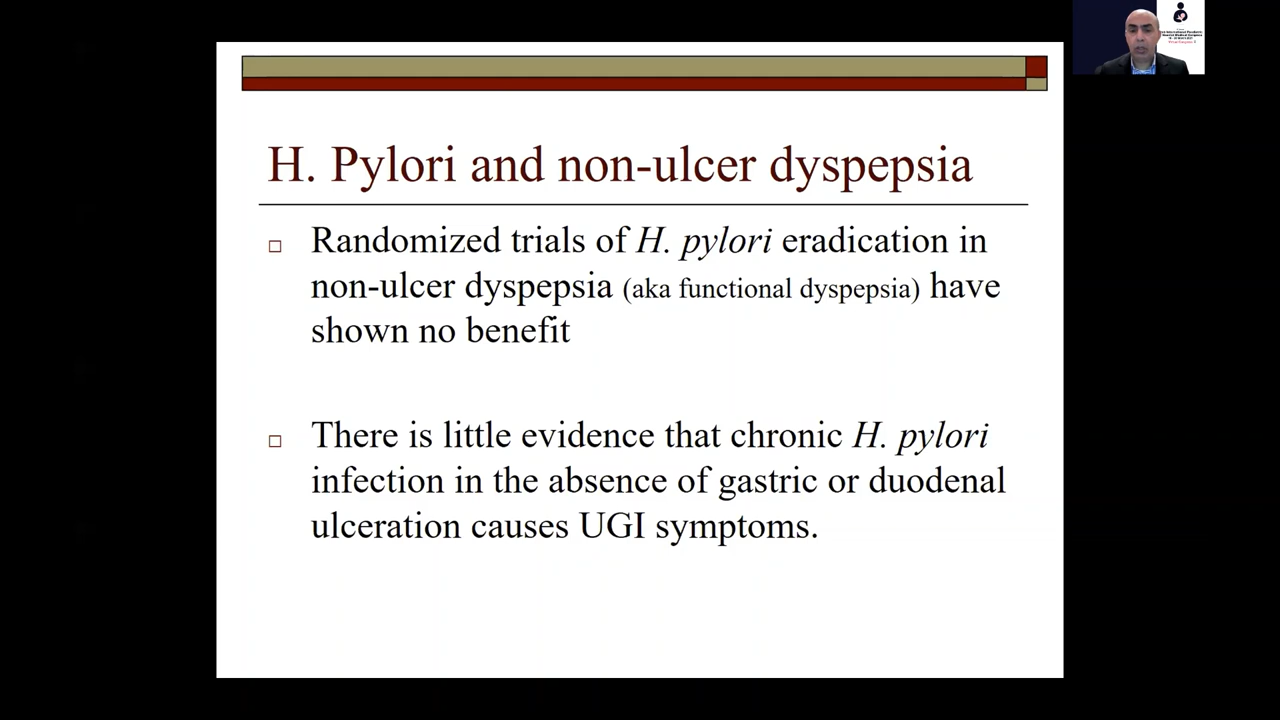 H. Pylori and non-ulcer dyspepsia
Randomized trials of H. pylori eradication in
non-ulcer dyspepsia (aka functional dyspepsia) have
shown no benefit
There is little evidence that chronic H. pylori
infection in the absence of gastric or duodenal
ulceration causes UGI symptoms.